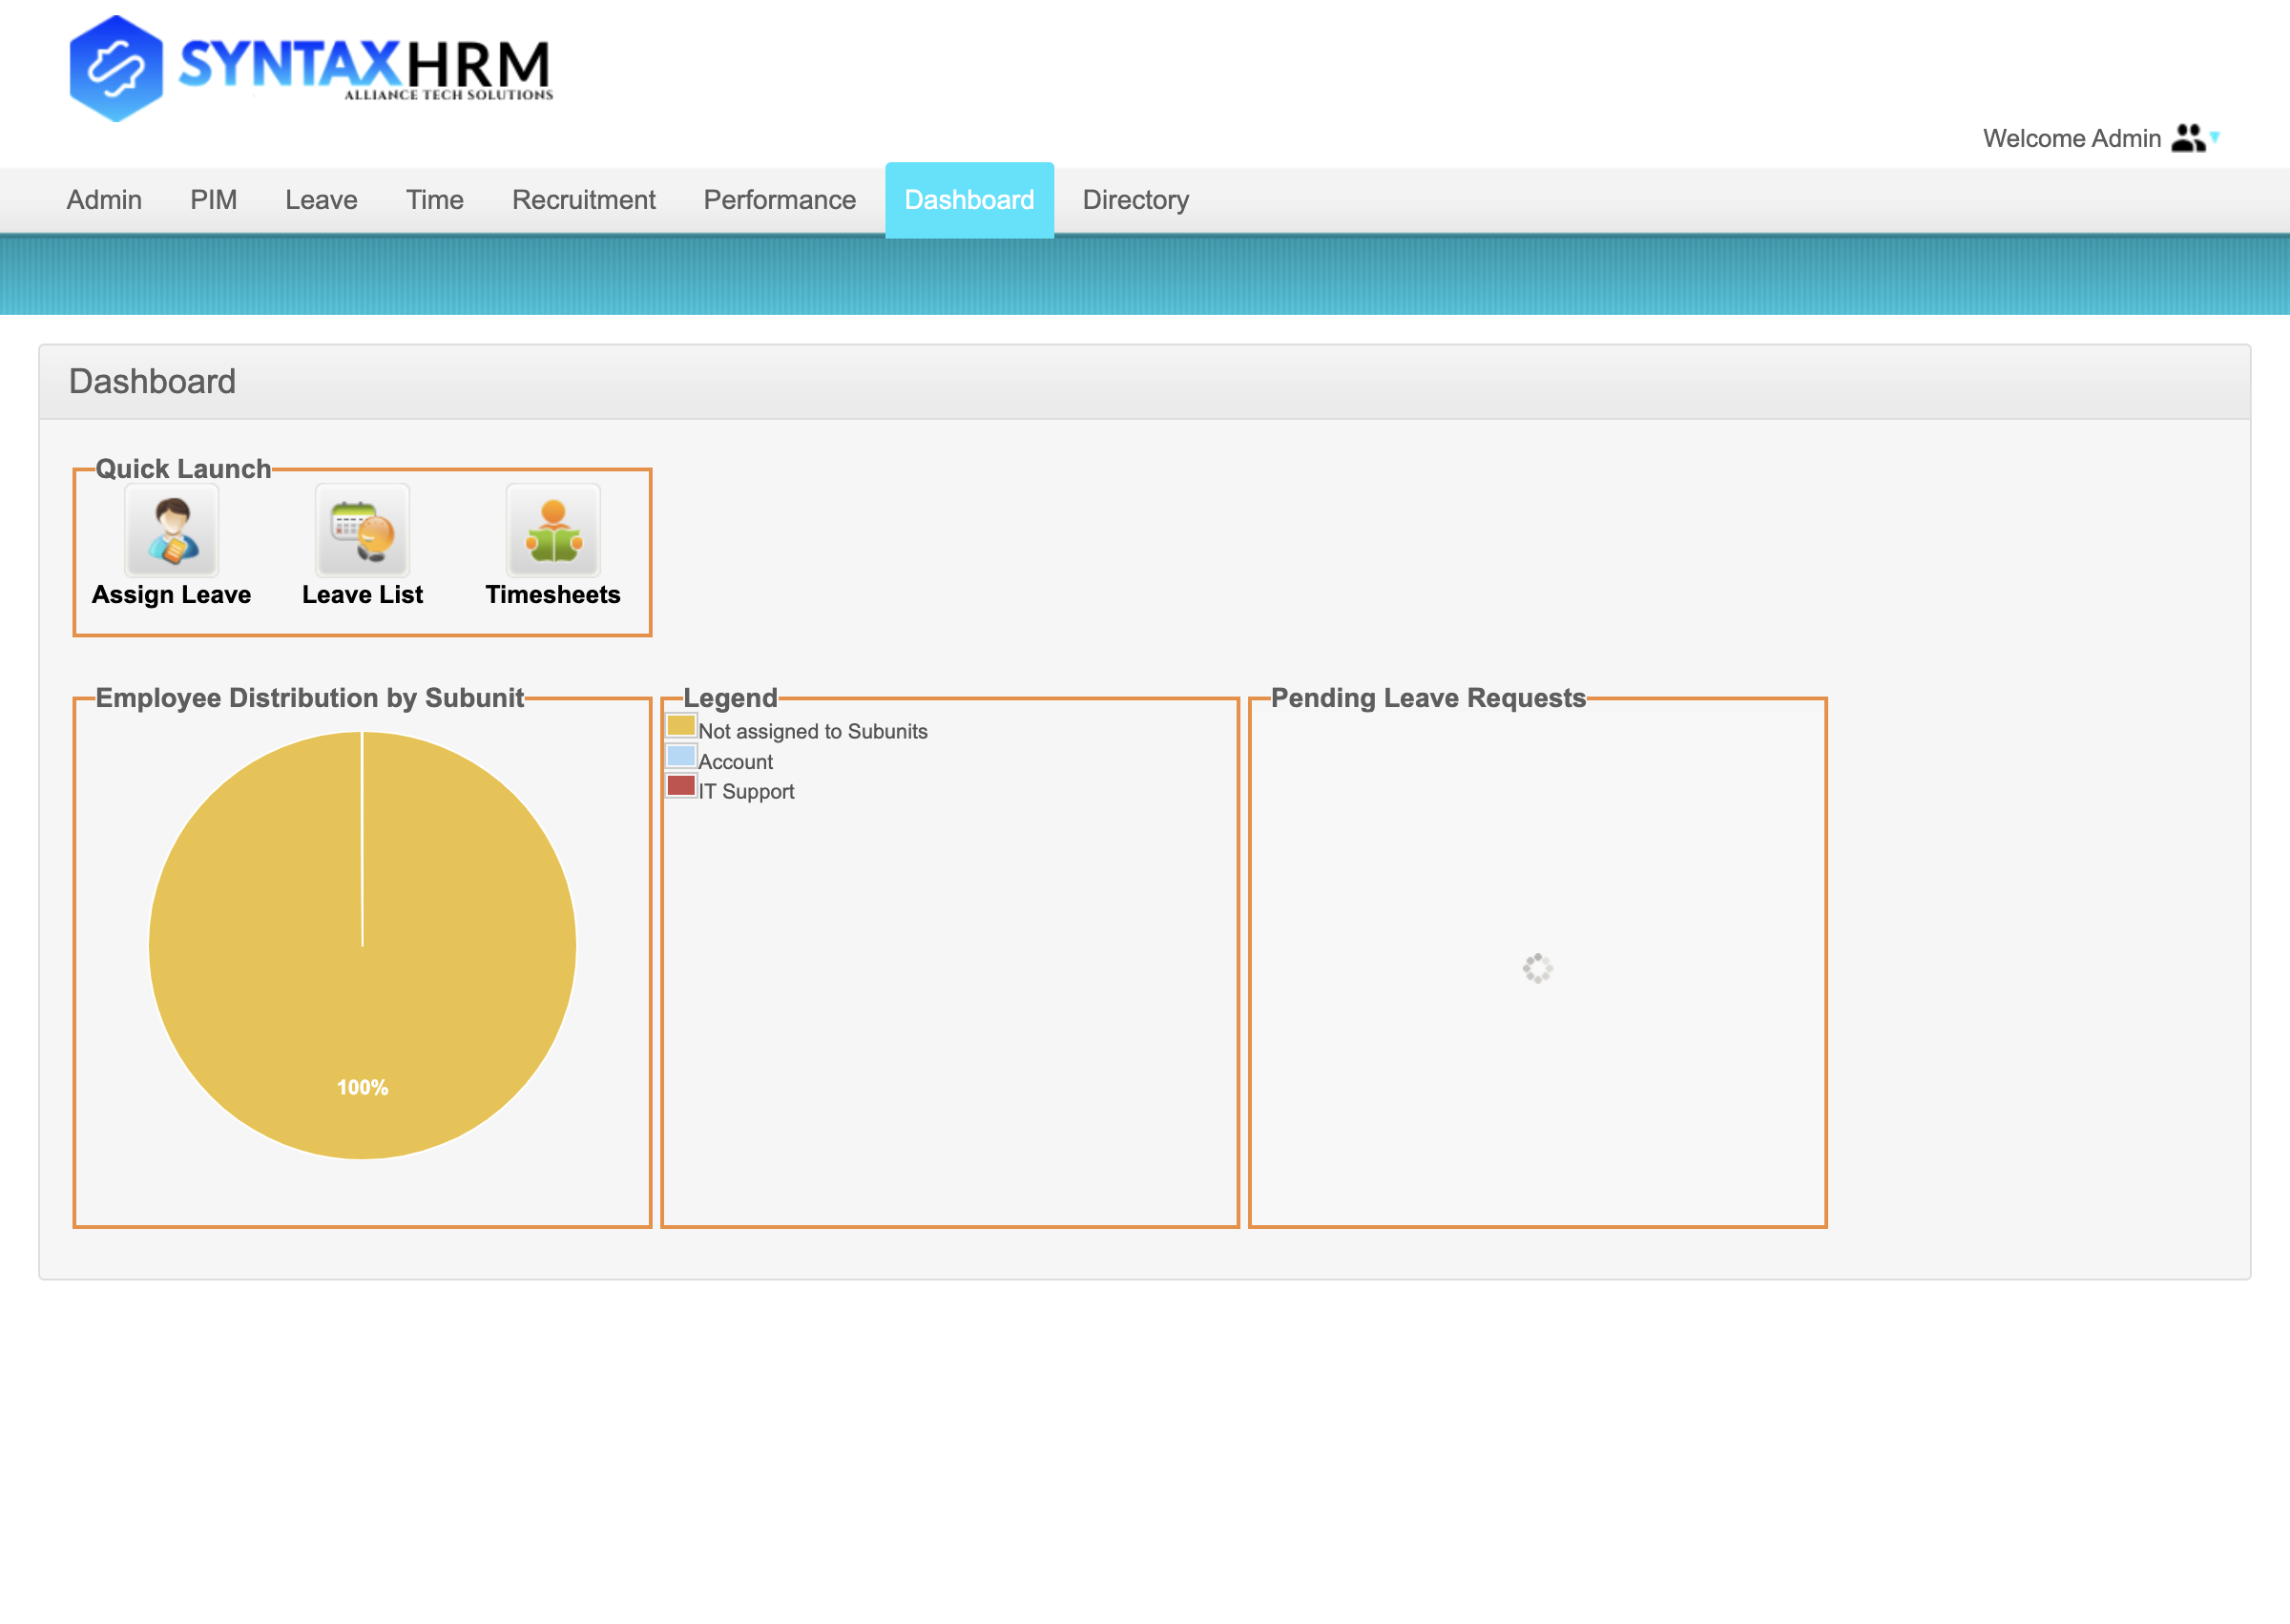 SYNTAXHRM
ALLIANCE TECH SOLUTIONS
Welcome Admin
Admin PIM Leave Time Recruitment Performance Dashboard Directory
Dashboard
Quick Launch
Assign Leave Leave List Timesheets
Employee Distribution by Subunit
100%
Legend
Not assigned to Subunits
Account
IT Support
Pending Leave Requests